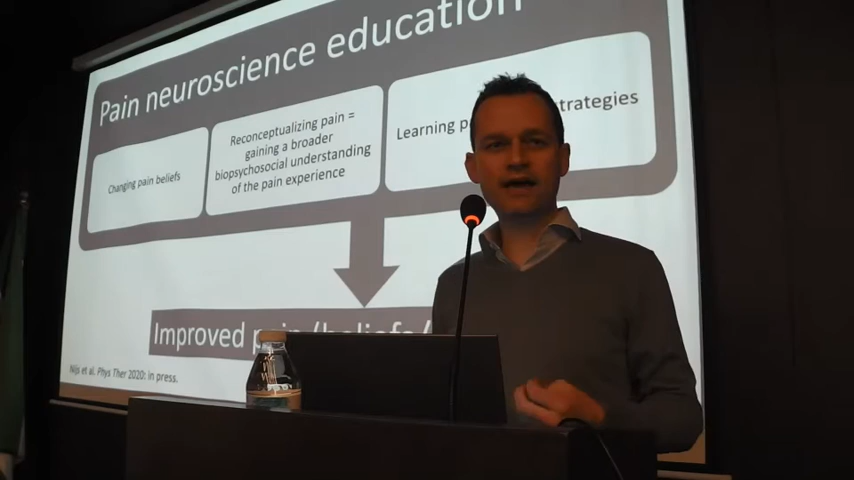 Pain neuroscience education
Changing pain beliefs
Reconceptualizing pain =
gaining a broader
biopsychosocial understanding
of the pain experience
Learning
strategies
Improved
Nijs et al. Phys Ther 2020: in press.